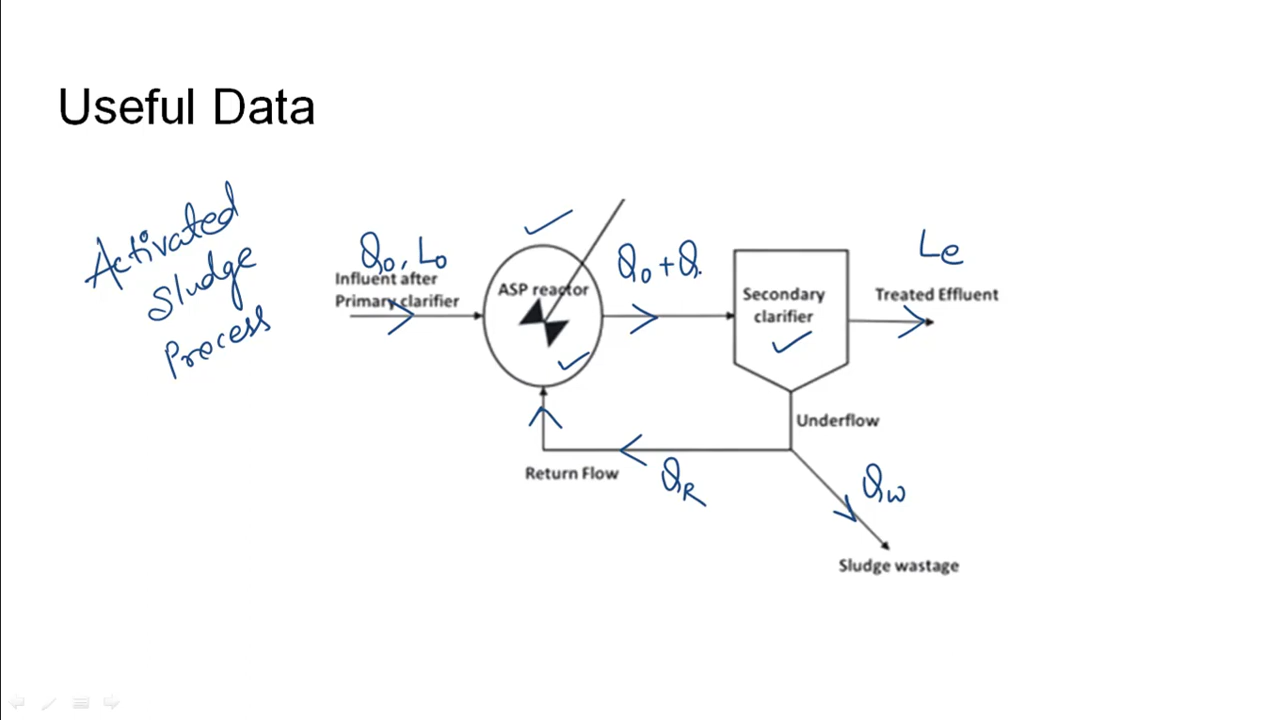 Useful Data
Activated
Sludge
Process
Q0, L0
Influent after
Primary clarifier
ASP reactor
Q0 + Q
Secondary
clarifier
Le
Treated Effluent
Underflow
Return Flow
QR
Qw
Sludge wastage